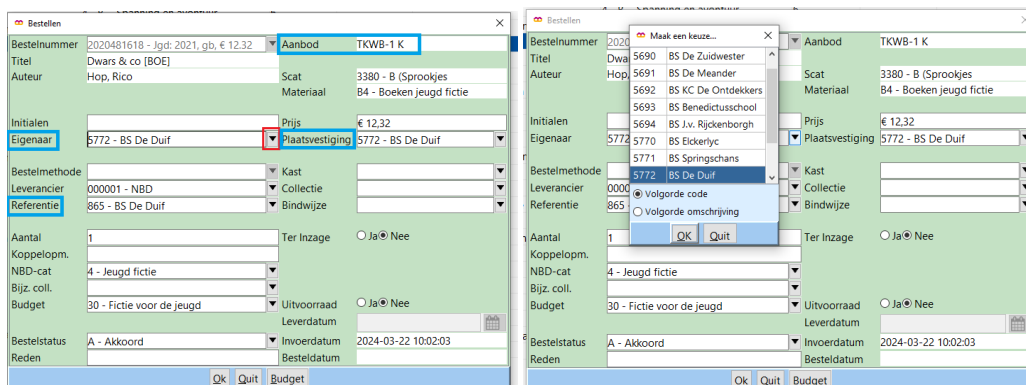 Bestellen
Bestelnummer 2020481618 - Jgd: 2021, gb, € 12.32 Aanbod TKWB-1 K
Titel Dwars & co [BOE]
Auteur Hop, Rico Scat 3380 - B (Sprookjes
Materiaal B4 - Boeken jeugd fictie
Initialen Prijs € 12,32
Eigenaar 5772 - BS De Duif Plaatsvestiging 5772 - BS De Duif
Bestelmethode Kast
Leverancier 000001 - NBD Collectie
Referentie 865 - BS De Duif Bindwijze
Aantal 1 Ter Inzage Ja Nee
Koppelopm.
NBD-cat 4 - Jeugd fictie
Bijz. coll.
Budget 30 - Fictie voor de jeugd Uitvoorraad Ja Nee
Leverdatum
Bestelstatus A - Akkoord Invoerdatum 2024-03-22 10:02:03
Reden Besteldatum
Ok Quit Budget
Bestellen
Bestelnummer 2020 Aanbod TKWB-1 K
Titel Dwa
Auteur Hop, Scat 3380 - B (Sprookjes
Materiaal B4 - Boeken jeugd fictie
Initialen Prijs € 12,32
Eigenaar 5772 Plaatsvestiging 5772 - BS De Duif
Bestelmethode Kast
Leverancier 0000 Collectie
Referentie 865 - Bindwijze
Aantal 1 Ter Inzage Ja Nee
Koppelopm.
NBD-cat 4 - Jeugd fictie
Bijz. coll.
Budget 30 - Fictie voor de jeugd Uitvoorraad Ja Nee
Leverdatum
Bestelstatus A - Akkoord Invoerdatum 2024-03-22 10:02:03
Reden Besteldatum
Ok Quit Budget
Maak een keuze...
5690 BS De Zuidwester
5691 BS De Meander
5692 BS KC De Ontdekkers
5693 BS Benedictusschool
5694 BS J.v. Rijckenborgh
5770 BS Elckerlyc
5771 BS Springschans
5772 BS De Duif
Volgorde code
Volgorde omschrijving
OK Quit